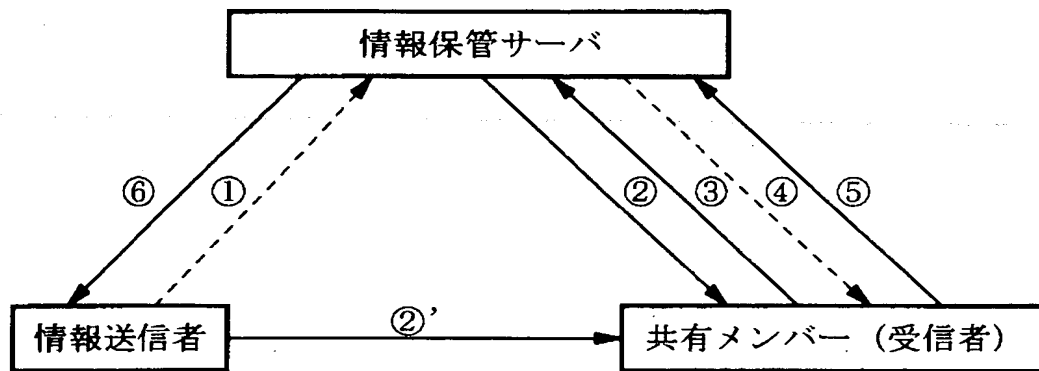 情報保管サーバ
⑥ ① ② ③ ④ ⑤
②’
情報送信者
共有メンバー（受信者）